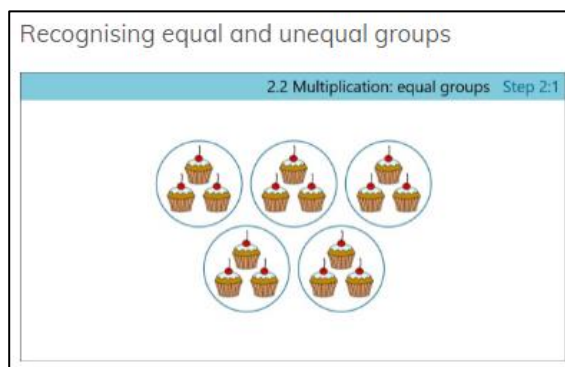 Recognising equal and unequal groups
2.2 Multiplication: equal groups Step 2:1